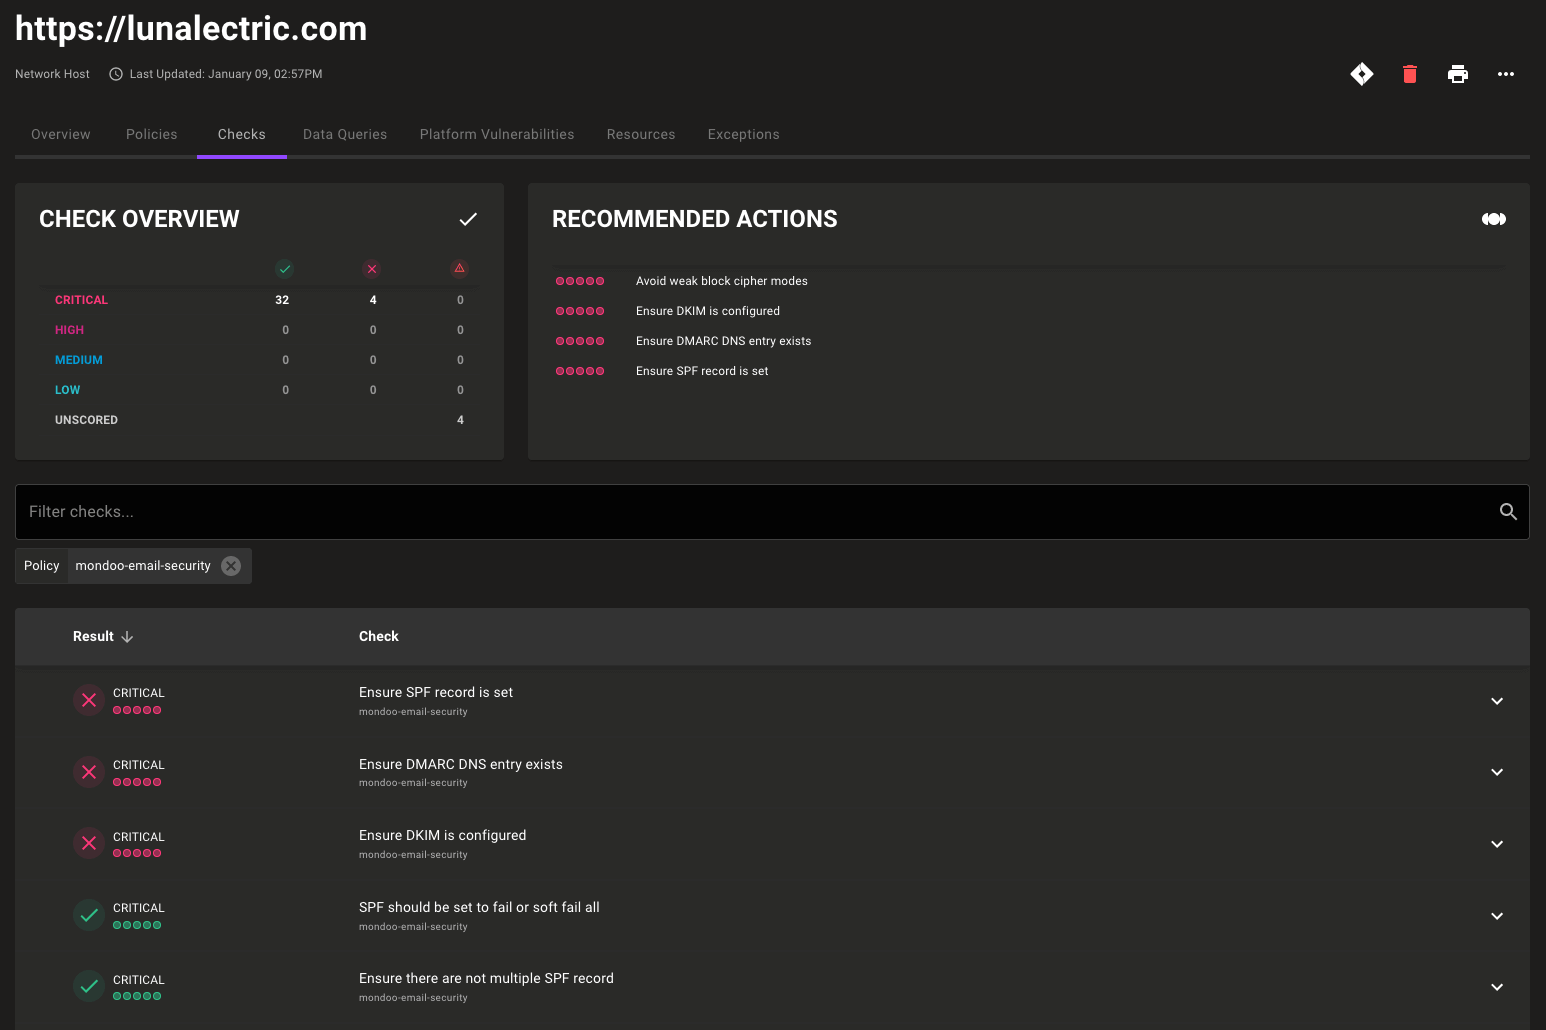 https://lunalectric.com
Network Host Last Updated: January 09, 02:57PM
Overview Policies Checks Data Queries Platform Vulnerabilities Resources Exceptions
CHECK OVERVIEW
CRITICAL 32 4 0
HIGH 0 0 0
MEDIUM 0 0 0
LOW 0 0 0
UNSCORED 4
RECOMMENDED ACTIONS
Avoid weak block cipher modes
Ensure DKIM is configured
Ensure DMARC DNS entry exists
Ensure SPF record is set
Filter checks...
Policy mondoo-email-security
Result Check
CRITICAL Ensure SPF record is set
mondoo-email-security
CRITICAL Ensure DMARC DNS entry exists
mondoo-email-security
CRITICAL Ensure DKIM is configured
mondoo-email-security
CRITICAL SPF should be set to fail or soft fail all
mondoo-email-security
CRITICAL Ensure there are not multiple SPF record
mondoo-email-security